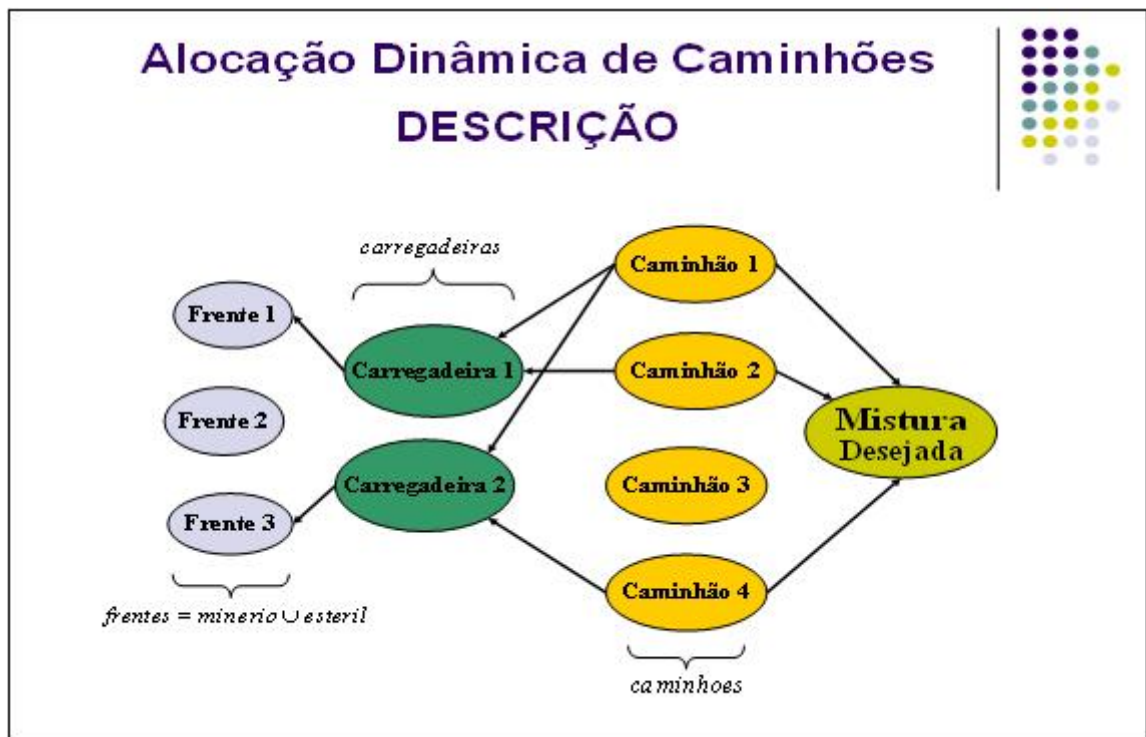 Alocação Dinâmica de Caminhões
DESCRIÇÃO
carregadeiras
Frente 1
Frente 2
Frente 3
frentes = minerio ∪ esteril
Carregadeira 1
Carregadeira 2
Caminhão 1
Caminhão 2
Caminhão 3
Caminhão 4
caminhoes
Mistura
Desejada